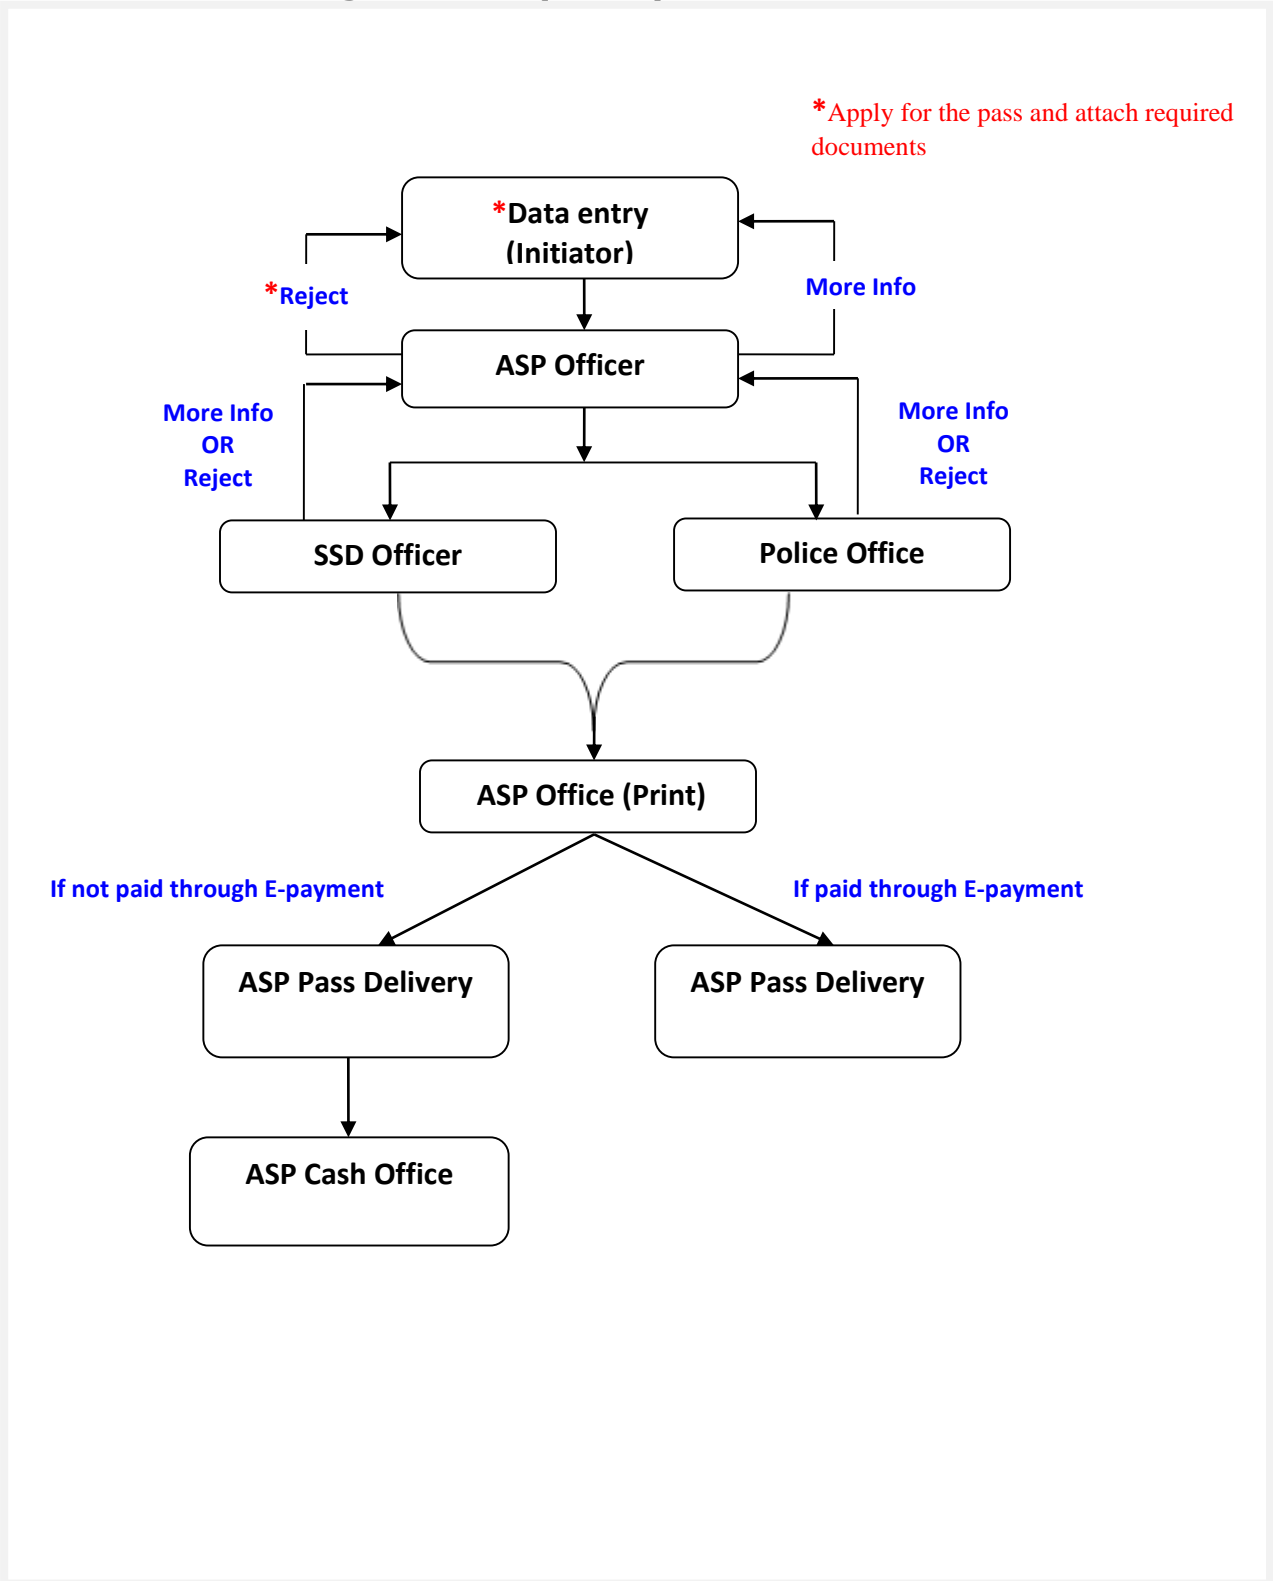 *Apply for the pass and attach required
documents
*Data entry
(Initiator)
*Reject
More Info
ASP Officer
More Info
OR
Reject
More Info
OR
Reject
SSD Officer
Police Office
ASP Office (Print)
If not paid through E-payment
If paid through E-payment
ASP Pass Delivery
ASP Pass Delivery
ASP Cash Office